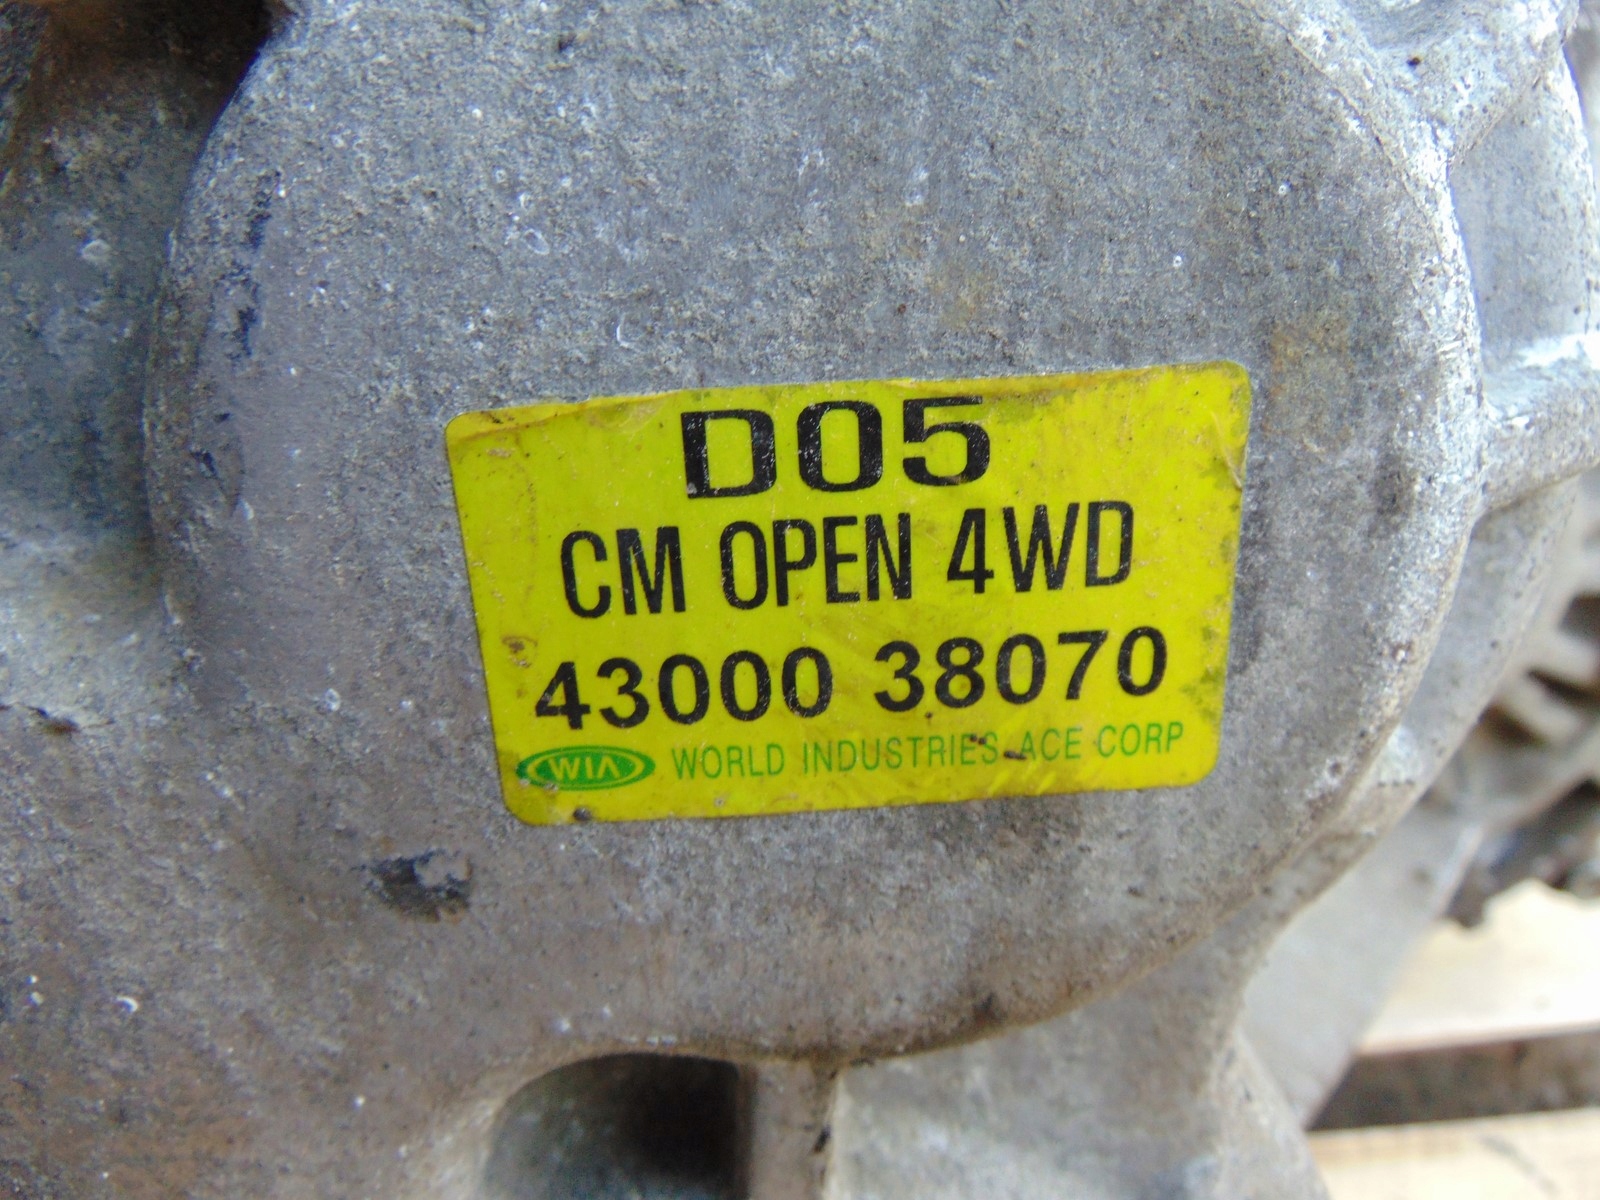 D05
CM OPEN 4WD
43000 38070
WIA WORLD INDUSTRIES ACE CORP